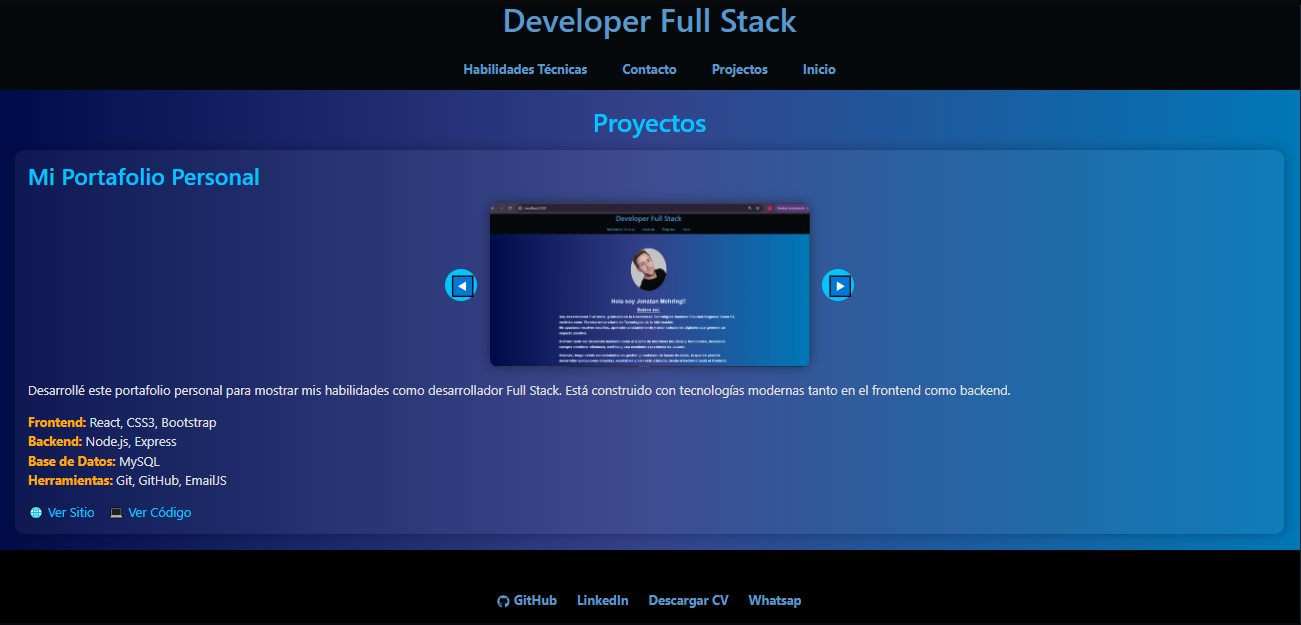 Developer Full Stack
Habilidades Técnicas Contacto Projectos Inicio
Proyectos
Mi Portafolio Personal
Developer Full Stack
Hola soy Jonatan Mehring!!
Desarrollé este portafolio personal para mostrar mis habilidades como desarrollador Full Stack. Está construido con tecnologías modernas tanto en el frontend como backend.
Frontend: React, CSS3, Bootstrap
Backend: Node.js, Express
Base de Datos: MySQL
Herramientas: Git, GitHub, EmailJS
Ver Sitio Ver Código
GitHub LinkedIn Descargar CV Whatsap